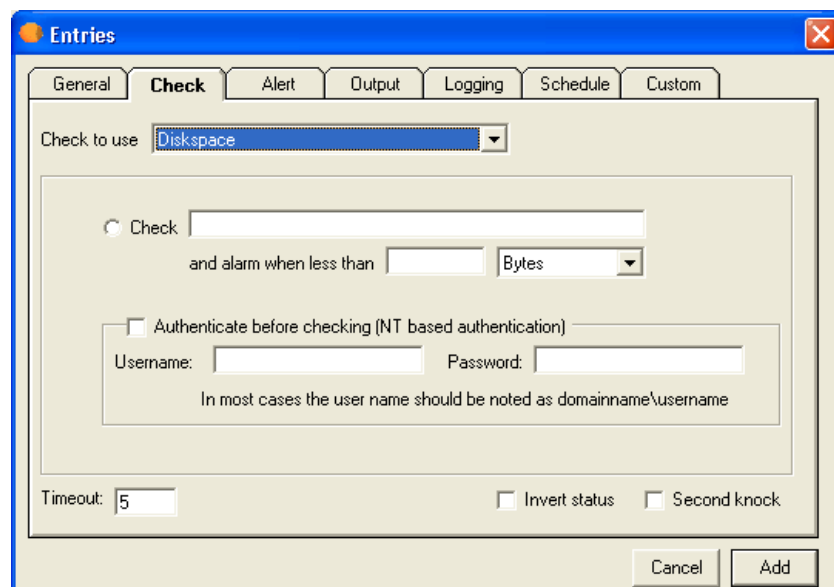 Entries
General Check Alert Output Logging Schedule Custom
Check to use Diskspace
Check
and alarm when less than Bytes
Authenticate before checking (NT based authentication)
Username: Password:
In most cases the user name should be noted as domainname\username
Timeout: 5 Invert status Second knock
Cancel Add